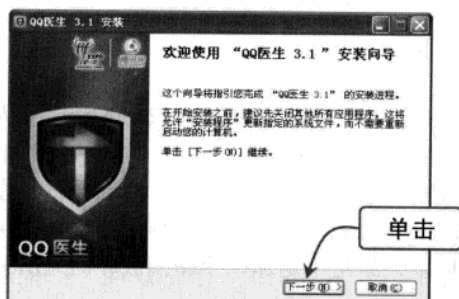 QQ医生 3.1 安装
欢迎使用 “QQ医生 3.1 ” 安装向导
这个向导将指引您完成 “QQ医生 3.1” 的安装进程。
在开始安装之前，建议先关闭其他所有应用程序。这将
允许“安装程序”更新指定的系统文件，而不需要重新
启动您的计算机。
单击 [下一步(N)] 继续。
QQ医生
单击
下一步(N) >
取消(C)